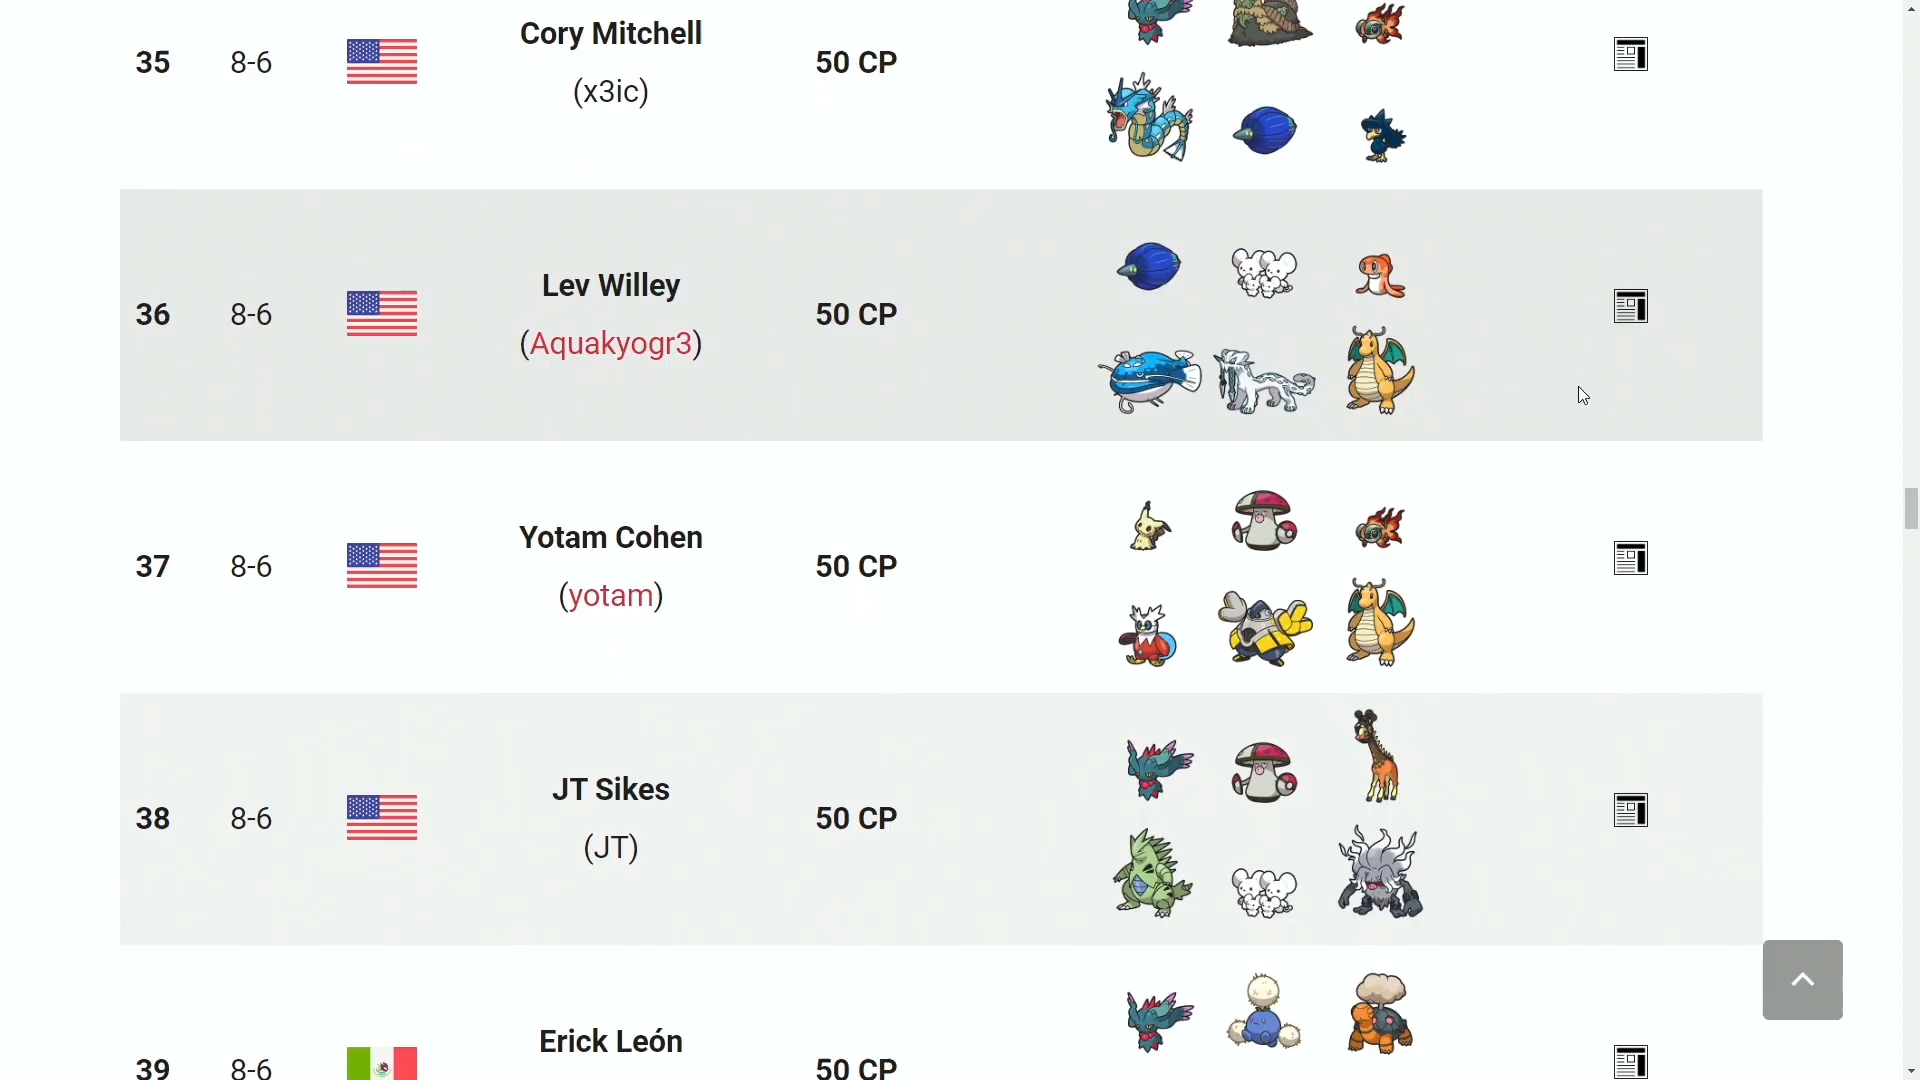 35 8-6 Cory Mitchell 50 CP
(x3ic)
36 8-6 Lev Willey 50 CP
(Aquakyogr3)
37 8-6 Yotam Cohen 50 CP
(yotam)
38 8-6 JT Sikes 50 CP
(JT)
39 8-6 Erick León 50 CP